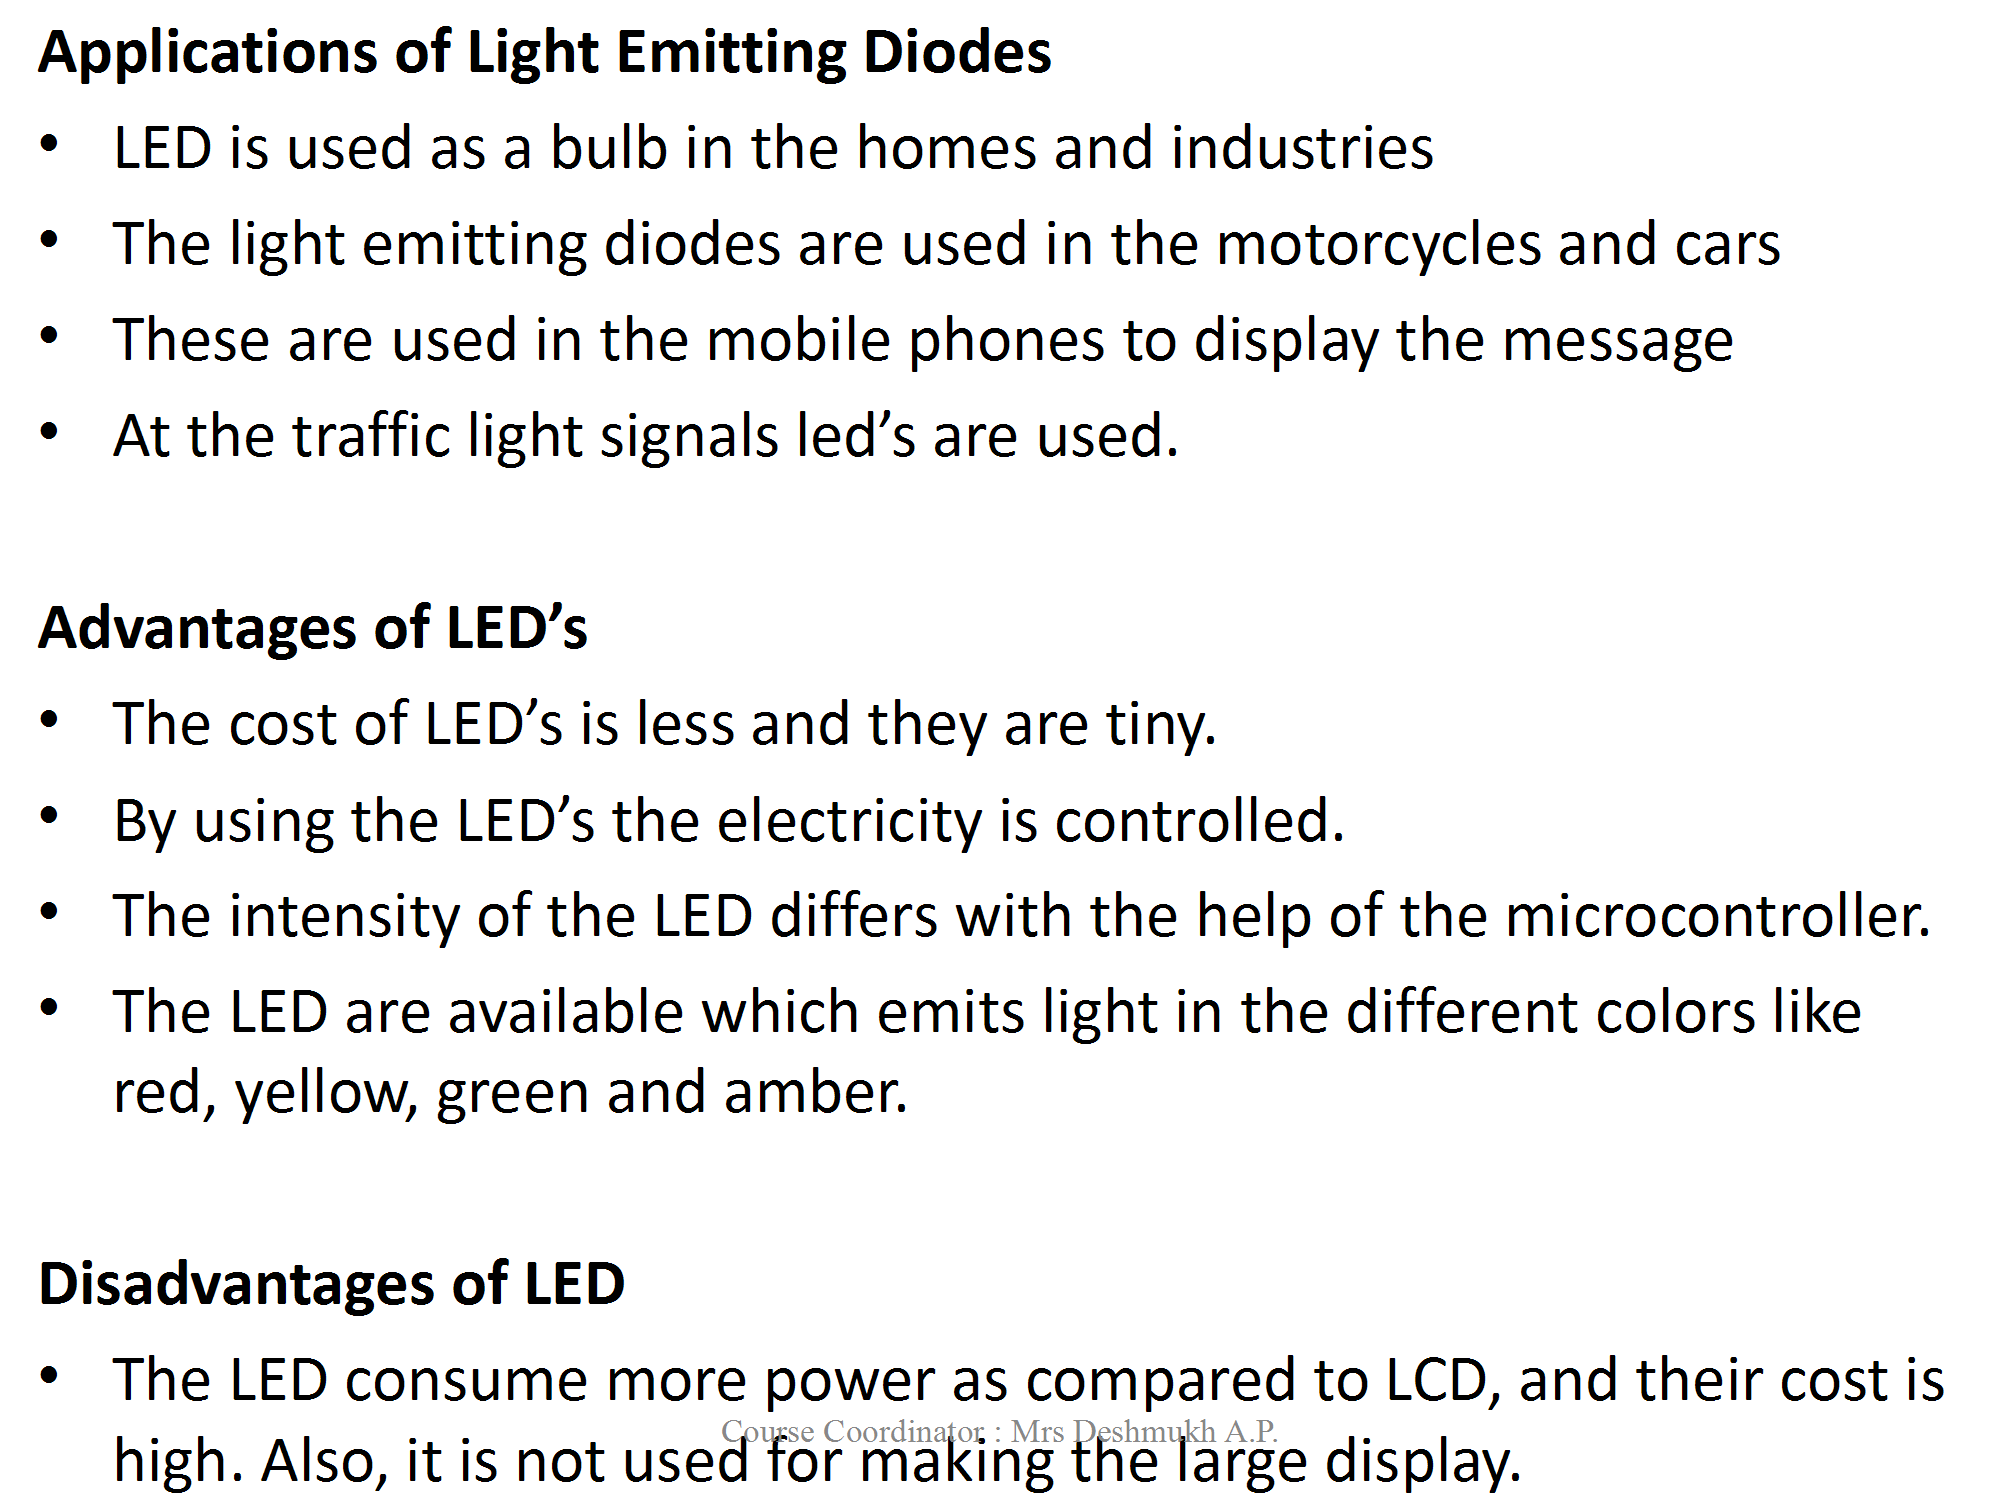 Applications of Light Emitting Diodes
• LED is used as a bulb in the homes and industries
• The light emitting diodes are used in the motorcycles and cars
• These are used in the mobile phones to display the message
• At the traffic light signals led’s are used.
Advantages of LED’s
• The cost of LED’s is less and they are tiny.
• By using the LED’s the electricity is controlled.
• The intensity of the LED differs with the help of the microcontroller.
• The LED are available which emits light in the different colors like
red, yellow, green and amber.
Disadvantages of LED
• The LED consume more power as compared to LCD, and their cost is
high. Also, it is not used for making the large display.
Course Coordinator : Mrs Deshmukh A.P.